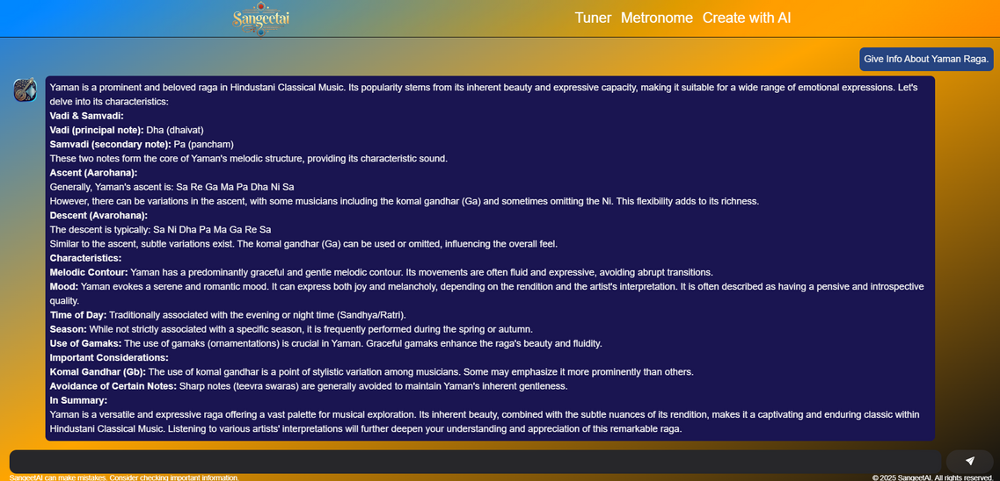 Sangeetai
Tuner Metronome Create with AI
Give Info About Yaman Raga.
Yaman is a prominent and beloved raga in Hindustani Classical Music. Its popularity stems from its inherent beauty and expressive capacity, making it suitable for a wide range of emotional expressions. Let's
delve into its characteristics:
Vadi & Samvadi:
Vadi (principal note): Dha (dhaivat)
Samvadi (secondary note): Pa (pancham)
These two notes form the core of Yaman's melodic structure, providing its characteristic sound.
Ascent (Aarohana):
Generally, Yaman's ascent is: Sa Re Ga Ma Pa Dha Ni Sa
However, there can be variations in the ascent, with some musicians including the komal gandhar (Ga) and sometimes omitting the Ni. This flexibility adds to its richness.
Descent (Avarohana):
The descent is typically: Sa Ni Dha Pa Ma Ga Re Sa
Similar to the ascent, subtle variations exist. The komal gandhar (Ga) can be used or omitted, influencing the overall feel.
Characteristics:
Melodic Contour: Yaman has a predominantly graceful and gentle melodic contour. Its movements are often fluid and expressive, avoiding abrupt transitions.
Mood: Yaman evokes a serene and romantic mood. It can express both joy and melancholy, depending on the rendition and the artist's interpretation. It is often described as having a pensive and introspective
quality.
Time of Day: Traditionally associated with the evening or night time (Sandhya/Ratri).
Season: While not strictly associated with a specific season, it is frequently performed during the spring or autumn.
Use of Gamaks: The use of gamaks (ornamentations) is crucial in Yaman. Graceful gamaks enhance the raga's beauty and fluidity.
Important Considerations:
Komal Gandhar (Gb): The use of komal gandhar is a point of stylistic variation among musicians. Some may emphasize it more prominently than others.
Avoidance of Certain Notes: Sharp notes (teevra swaras) are generally avoided to maintain Yaman's inherent gentleness.
In Summary:
Yaman is a versatile and expressive raga offering a vast palette for musical exploration. Its inherent beauty, combined with the subtle nuances of its rendition, makes it a captivating and enduring classic within
Hindustani Classical Music. Listening to various artists' interpretations will further deepen your understanding and appreciation of this remarkable raga.
SangeetAI can make mistakes. Consider checking important information.
© 2025 SangeetAI. All rights reserved.